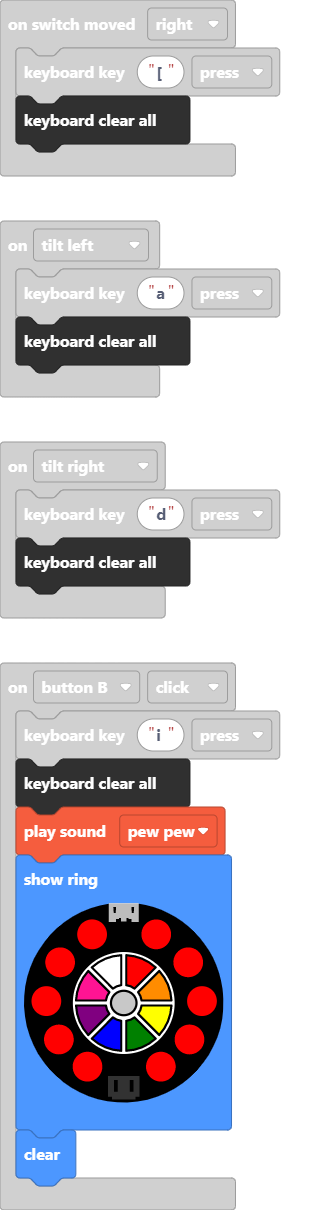 on switch moved right
keyboard key "[" press
keyboard clear all
on tilt left
keyboard key "a" press
keyboard clear all
on tilt right
keyboard key "d" press
keyboard clear all
on button B click
keyboard key "i" press
keyboard clear all
play sound pew pew
show ring
clear